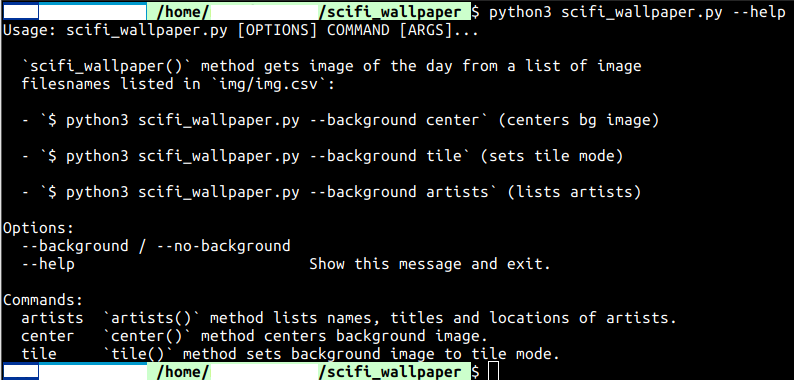 /home/ /scifi_wallpaper $ python3 scifi_wallpaper.py --help
Usage: scifi_wallpaper.py [OPTIONS] COMMAND [ARGS]...
`scifi_wallpaper()` method gets image of the day from a list of image
filesnames listed in `img/img.csv`:
- `$ python3 scifi_wallpaper.py --background center` (centers bg image)
- `$ python3 scifi_wallpaper.py --background tile` (sets tile mode)
- `$ python3 scifi_wallpaper.py --background artists` (lists artists)
Options:
--background / --no-background
--help Show this message and exit.
Commands:
artists `artists()` method lists names, titles and locations of artists.
center `center()` method centers background image.
tile `tile()` method sets background image to tile mode.
/home/ /scifi_wallpaper $